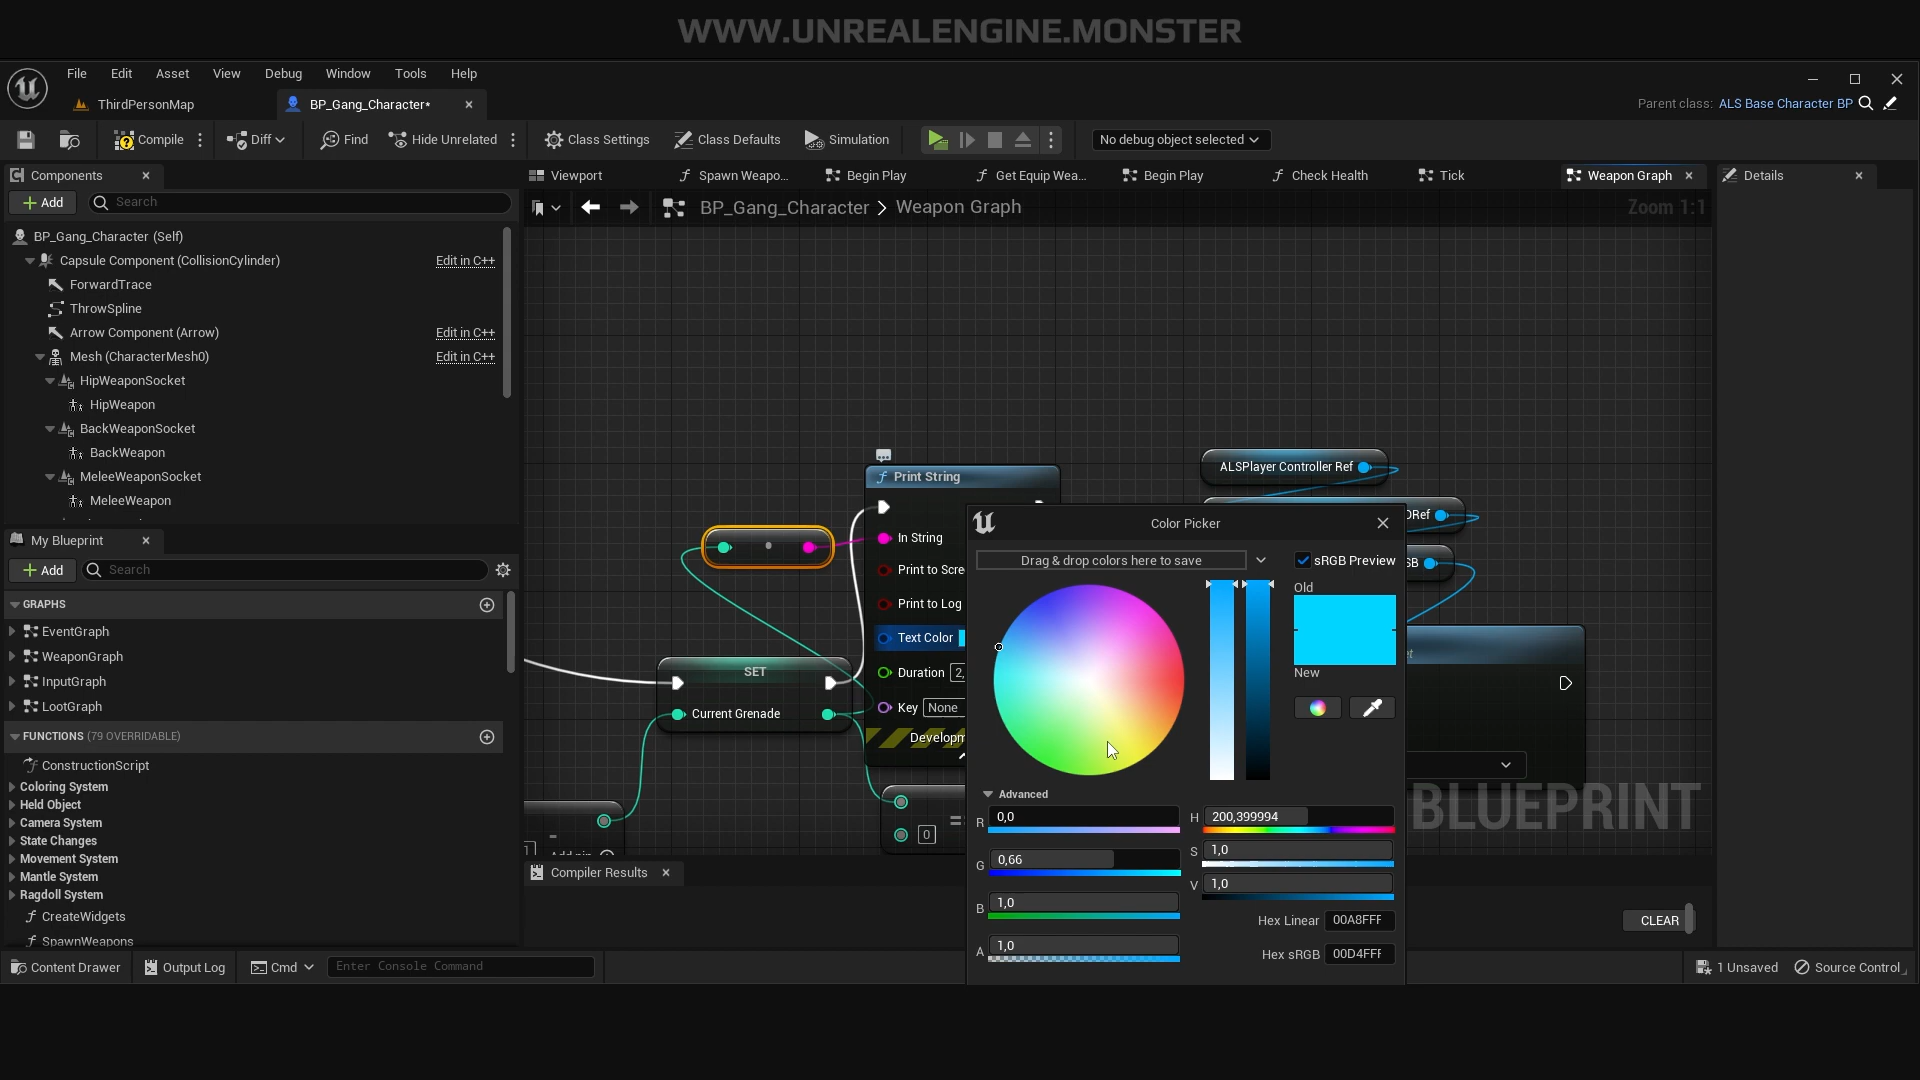 WWW.UNREALENGINE.MONSTER
File Edit Asset View Debug Window Tools Help
ThirdPersonMap BP_Gang_Character* Parent class: ALS Base Character BP
Compile Diff Find Hide Unrelated Class Settings Class Defaults Simulation No debug object selected
Components
Add Search
BP_Gang_Character (Self)
Capsule Component (CollisionCylinder) Edit in C++
ForwardTrace
ThrowSpline
Arrow Component (Arrow) Edit in C++
Mesh (CharacterMesh0) Edit in C++
HipWeaponSocket
HipWeapon
BackWeaponSocket
BackWeapon
MeleeWeaponSocket
MeleeWeapon
My Blueprint
Add Search
GRAPHS
EventGraph
WeaponGraph
InputGraph
LootGraph
FUNCTIONS (79 OVERRIDABLE)
ConstructionScript
Coloring System
Held Object
Camera System
State Changes
Movement System
Mantle System
Ragdoll System
CreateWidgets
SpawnWeapons
Viewport Spawn Weapo... Begin Play Get Equip Wea... Begin Play Check Health Tick Weapon Graph Details
BP_Gang_Character > Weapon Graph Zoom 1:1
ALSPlayer Controller Ref
DRef
SB
Print String
In String
Print to Scre
Print to Log
Text Color
Duration 2,
Key None
Developm
SET
Current Grenade
0
==
BLUEPRINT
Color Picker
Drag & drop colors here to save sRGB Preview
Old
New
Advanced
R 0,0 H 200,399994
G 0,66 S 1,0
B 1,0 V 1,0
A 1,0
Hex Linear 00A8FFF
Hex sRGB 00D4FFF
Compiler Results
CLEAR
Content Drawer Output Log Cmd Enter Console Command 1 Unsaved Source Control